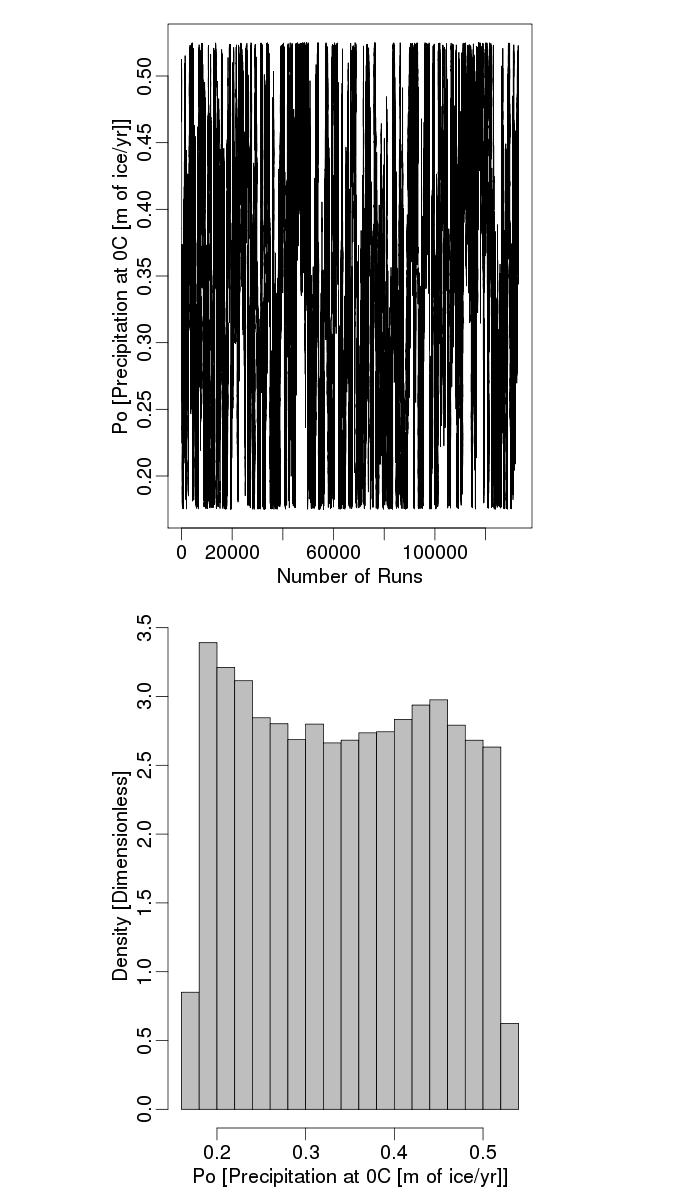 Po [Precipitation at 0C [m of ice/yr]]
0.50
0.45
0.40
0.35
0.30
0.25
0.20
0 20000 60000 100000
Number of Runs
Density [Dimensionless]
3.5
3.0
2.5
2.0
1.5
1.0
0.5
0.0
0.2 0.3 0.4 0.5
Po [Precipitation at 0C [m of ice/yr]]